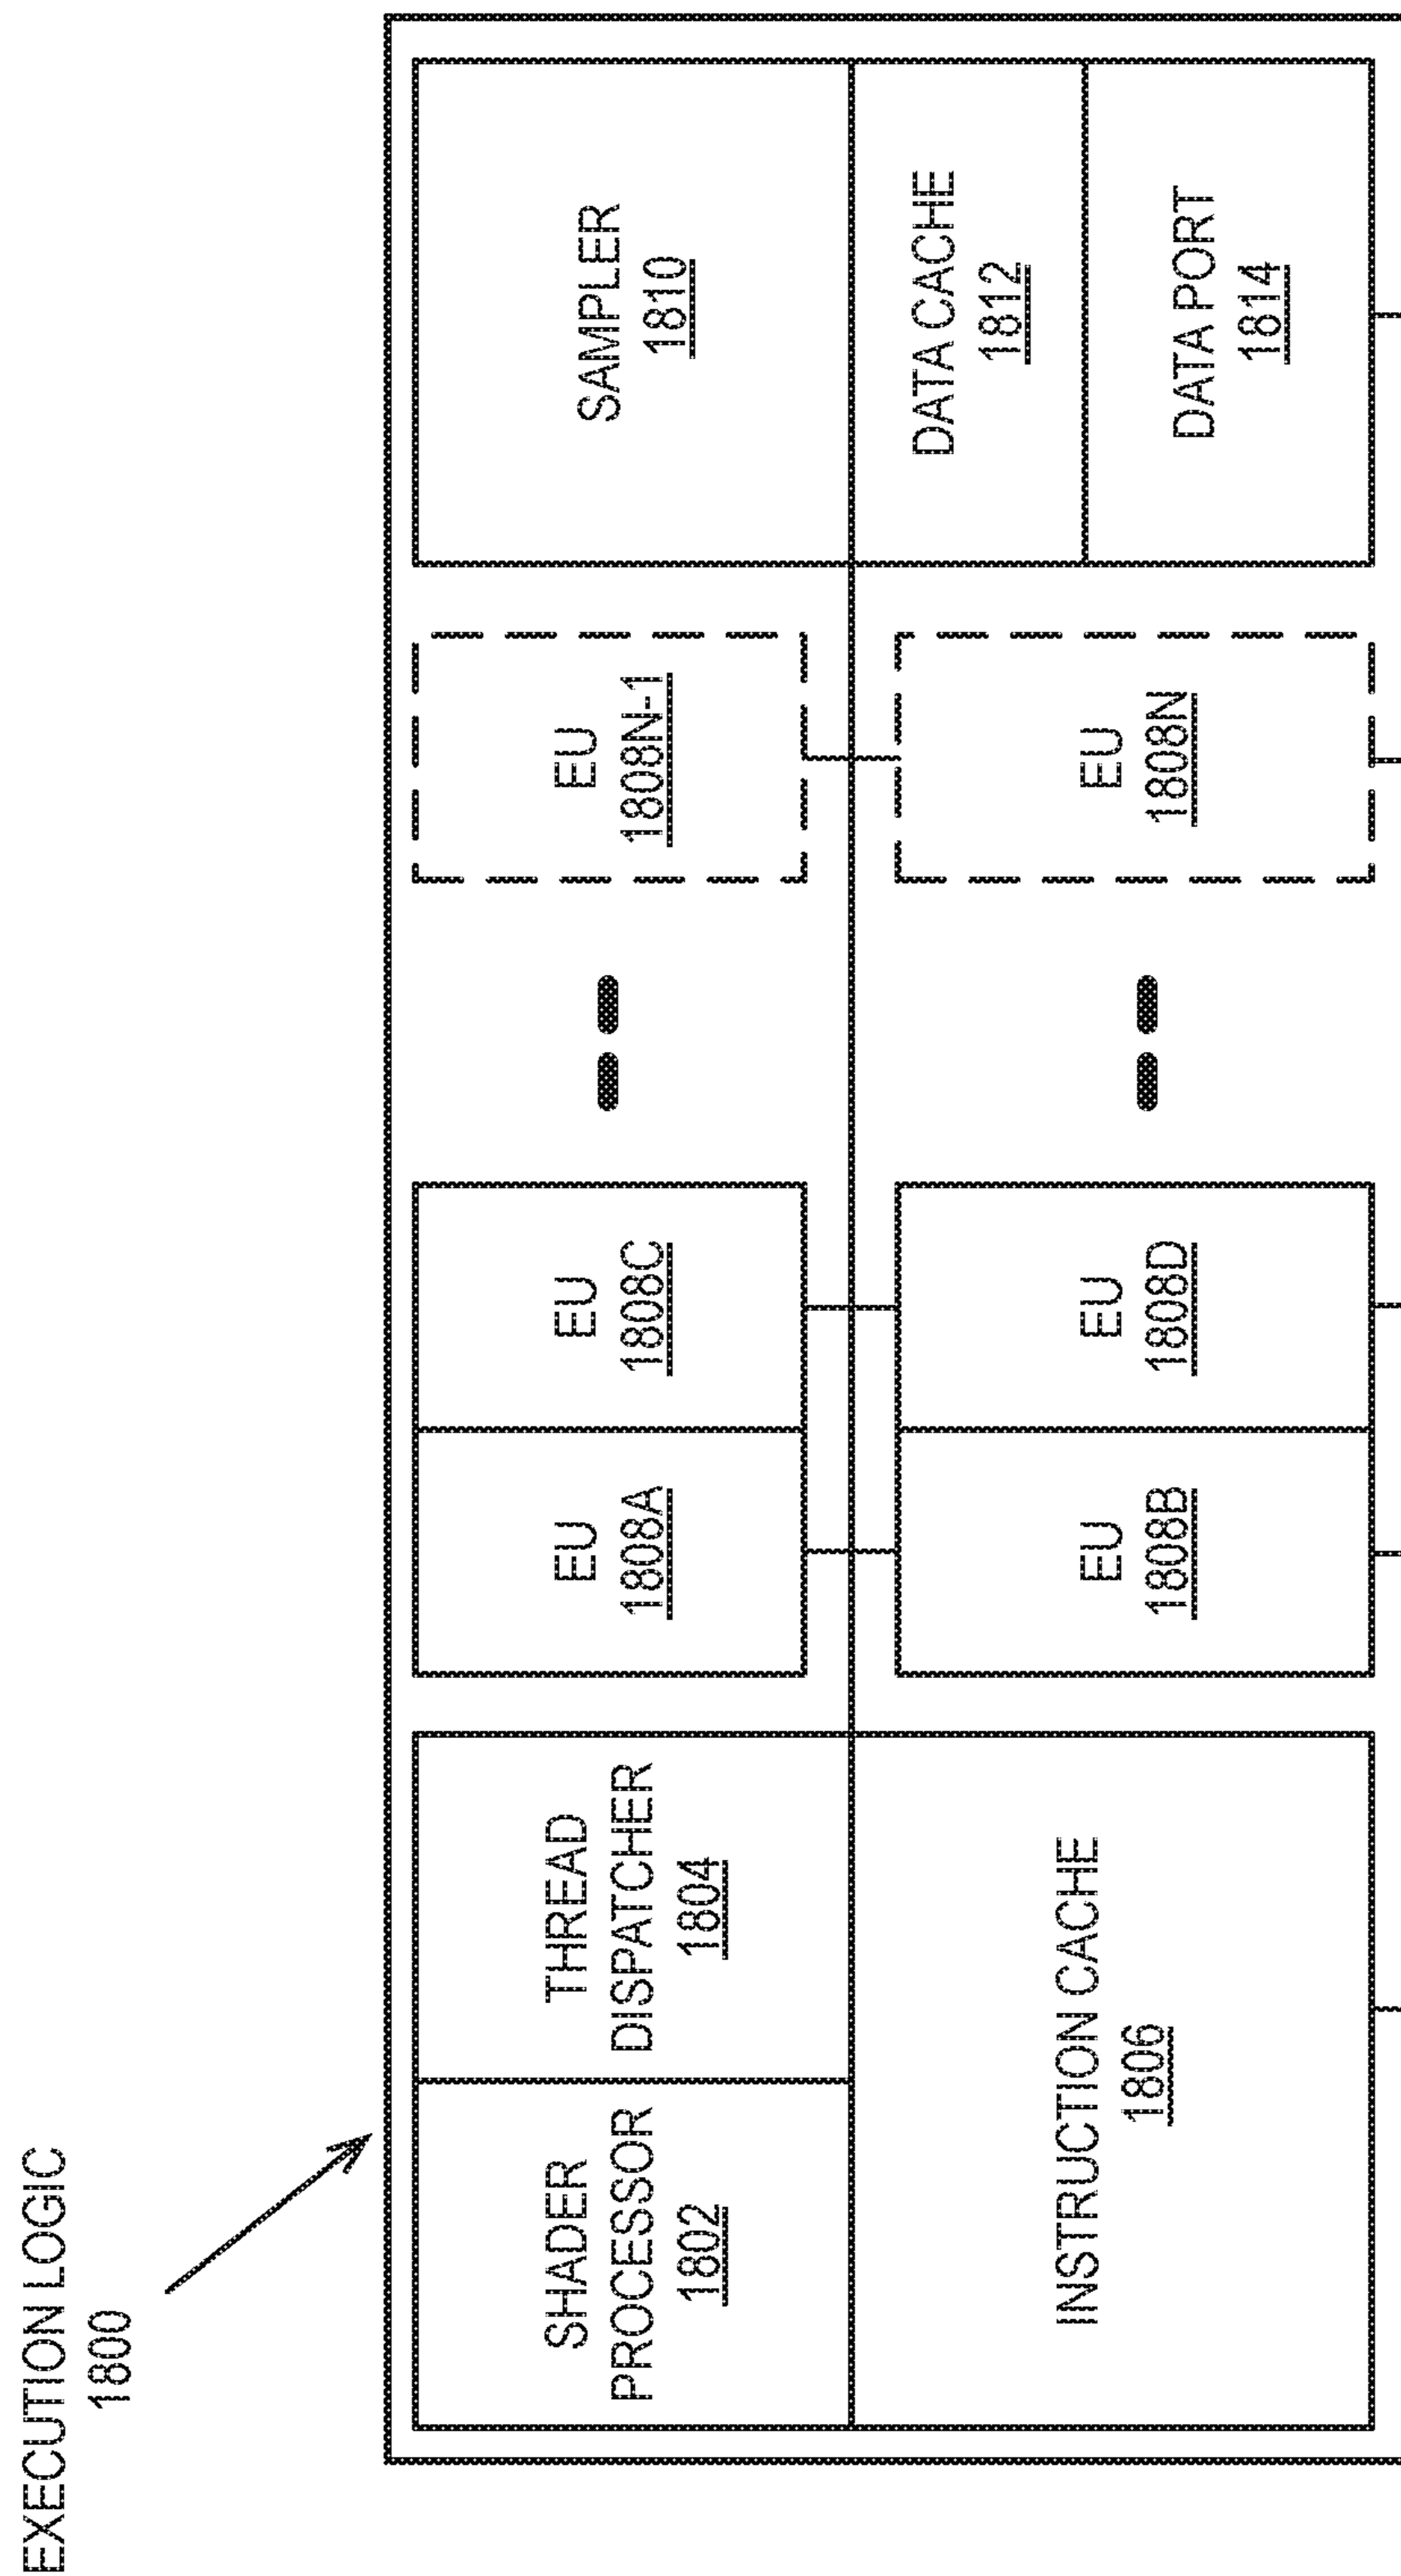 EXECUTION LOGIC
1800
SHADER
PROCESSOR
1802
THREAD
DISPATCHER
1804
INSTRUCTION CACHE
1806
EU
1808A
EU
1808C
EU
1808N-1
EU
1808B
EU
1808D
EU
1808N
SAMPLER
1810
DATA CACHE
1812
DATA PORT
1814